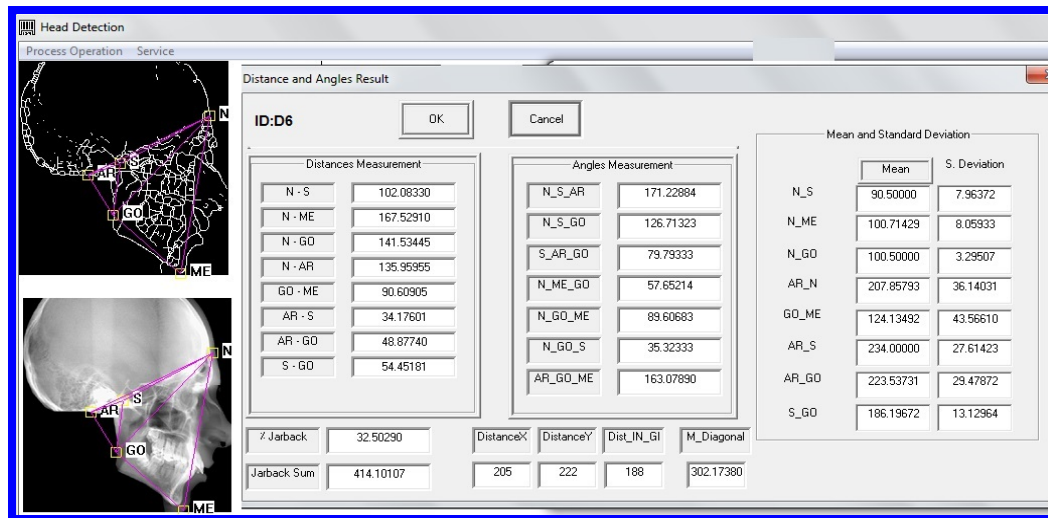 Head Detection
Process Operation Service
Distance and Angles Result
ID:D6
OK
Cancel
Distances Measurement
N - S 102.08330
N - ME 167.52910
N - GO 141.53445
N - AR 135.95955
GO - ME 90.60905
AR - S 34.17601
AR - GO 48.87740
S - GO 54.45181
Angles Measurement
N_S_AR 171.22884
N_S_GO 126.71323
S_AR_GO 79.79333
N_ME_GO 57.65214
N_GO_ME 89.60683
N_GO_S 35.32333
AR_GO_ME 163.07890
Mean and Standard Deviation
Mean S. Deviation
N_S 90.50000 7.96372
N_ME 100.71429 8.05933
N_GO 100.50000 3.29507
AR_N 207.85793 36.14031
GO_ME 124.13492 43.56610
AR_S 234.00000 27.61423
AR_GO 223.53731 29.47872
S_GO 186.19672 13.12964
% Jarback 32.50290
Jarback Sum 414.10107
DistanceX DistanceY Dist_IN_GI M_Diagonal
205 222 188 302.17380
N
S
AR
GO
ME
N
S
AR
GO
ME